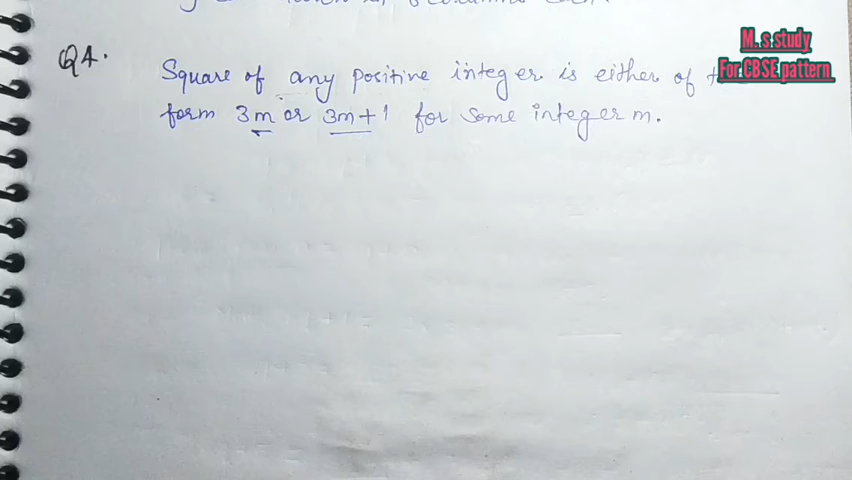 M. s study
For CBSE pattern
Q4.
Square of any positive integer is either of
form 3m or 3m+1 for some integer m.